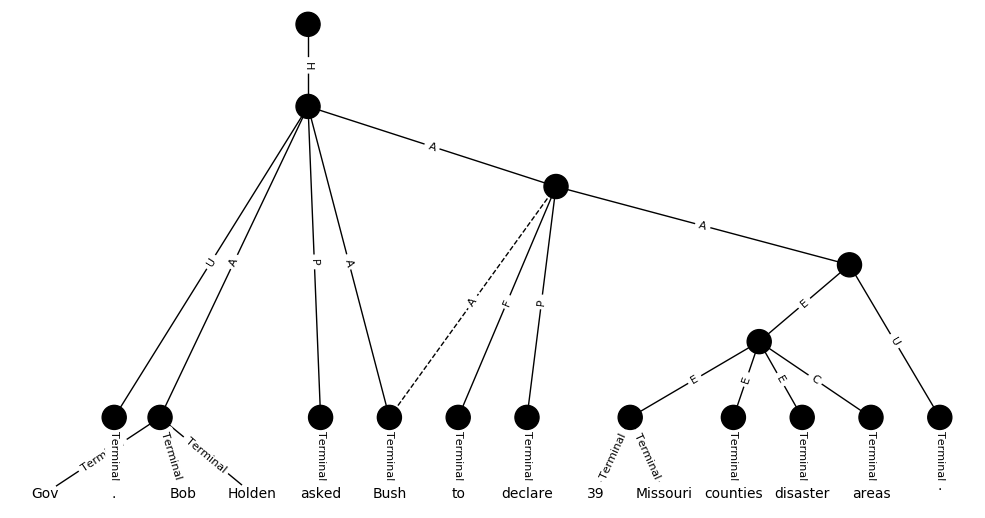 H
A
U
A
P
A
A
A
F
P
E
U
E
E
E
C
Terminal
Terminal
Terminal
Terminal
Terminal
Terminal
Terminal
Terminal
Terminal
Terminal
Terminal
Terminal
Terminal
Gov . Bob Holden asked Bush to declare 39 Missouri counties disaster areas .